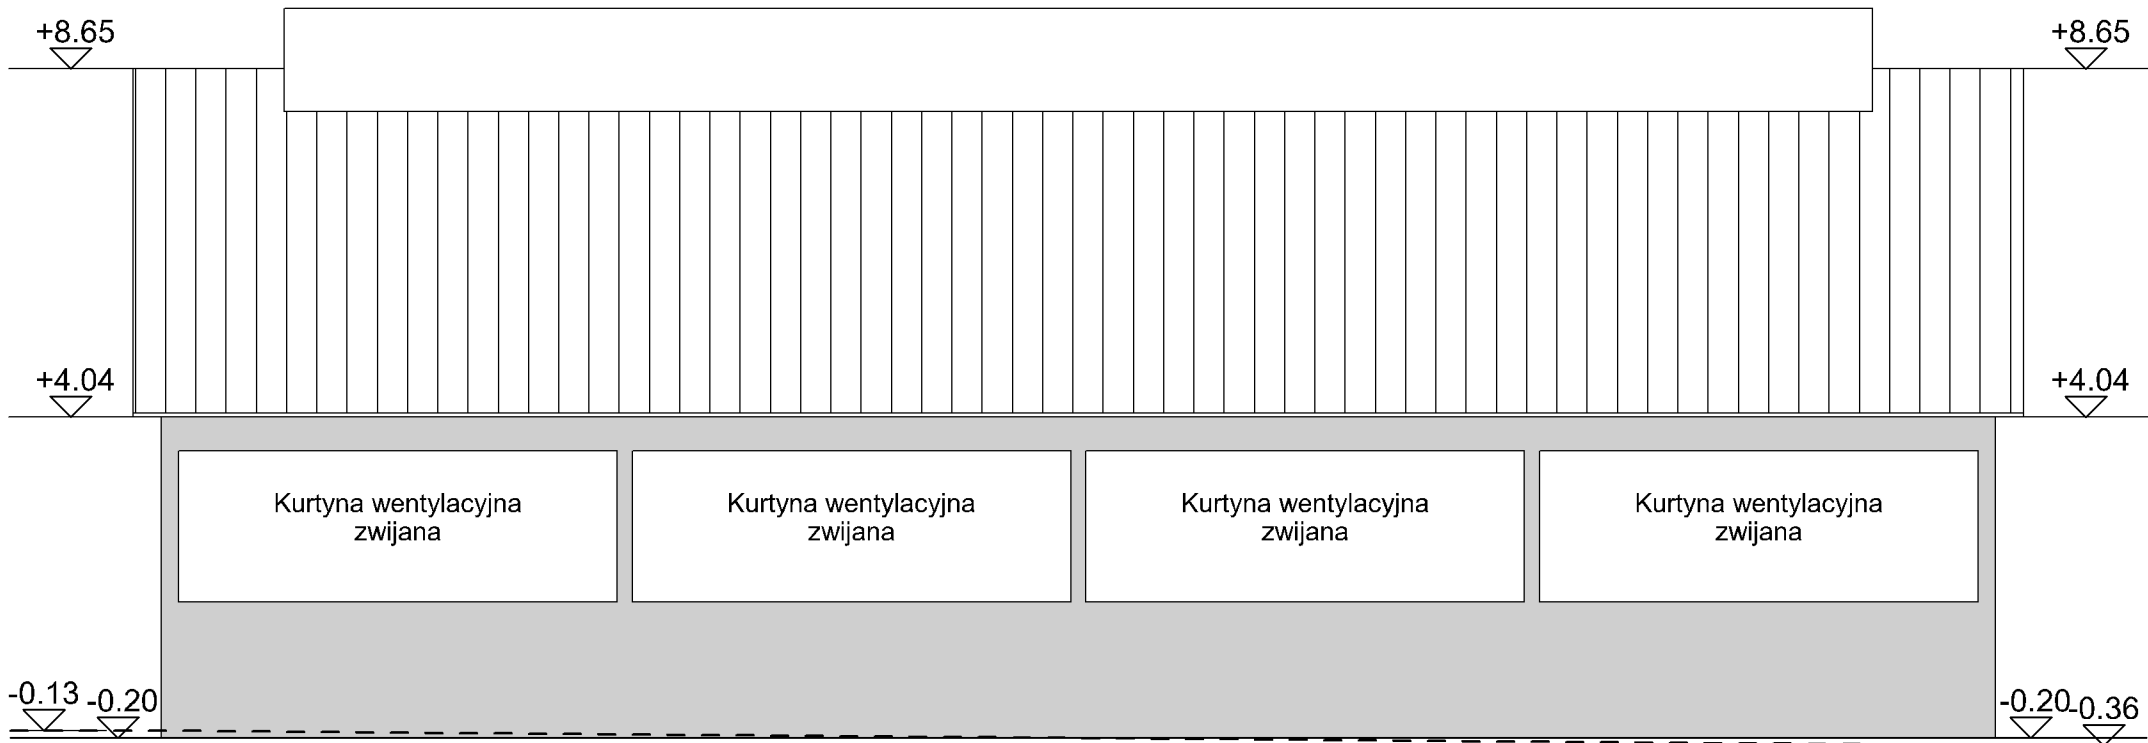 +8.65
+8.65
+4.04
+4.04
Kurtyna wentylacyjna
zwijana
Kurtyna wentylacyjna
zwijana
Kurtyna wentylacyjna
zwijana
Kurtyna wentylacyjna
zwijana
-0.13
-0.20
-0.20
-0.36